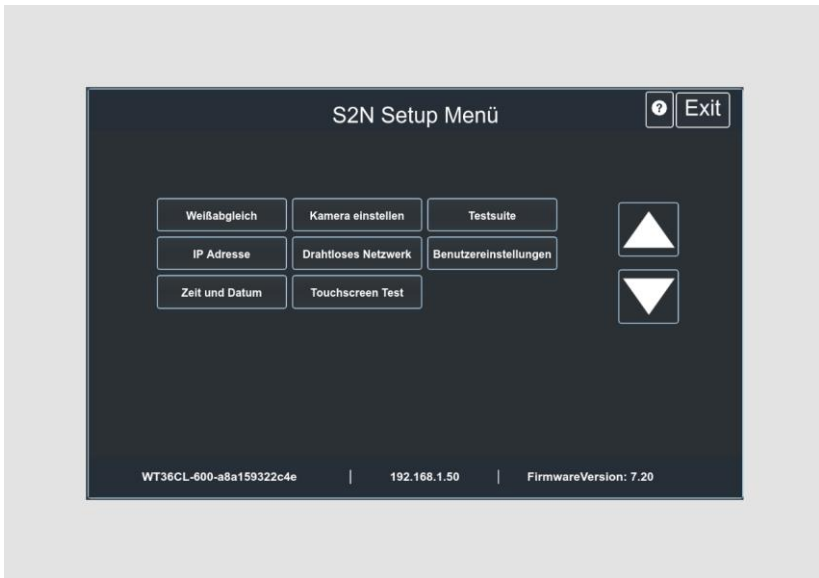 S2N Setup Menü
? Exit
Weißabgleich Kamera einstellen Testsuite
IP Adresse Drahtloses Netzwerk Benutzereinstellungen
Zeit und Datum Touchscreen Test
WT36CL-600-a8a159322c4e | 192.168.1.50 | FirmwareVersion: 7.20